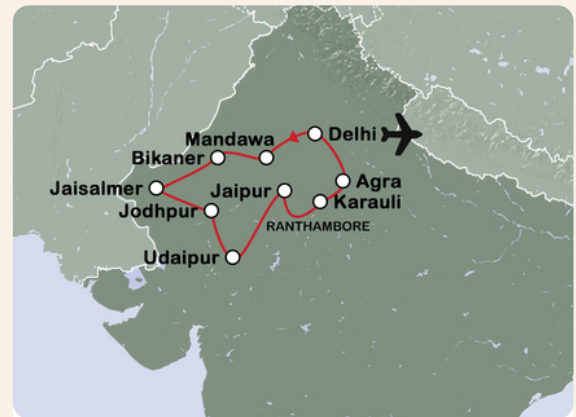 Delhi
Mandawa
Bikaner
Agra
Jaisalmer
Jaipur
Karauli
Jodhpur
RANTHAMBORE
Udaipur